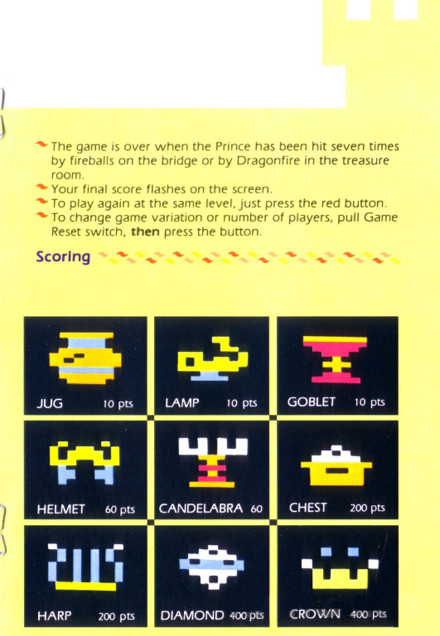 The game is over when the Prince has been hit seven times
by fireballs on the bridge or by Dragonfire in the treasure
room.
Your final score flashes on the screen.
To play again at the same level, just press the red button.
To change game variation or number of players, pull Game
Reset switch, then press the button.
Scoring
JUG 10 pts
LAMP 10 pts
GOBLET 10 pts
HELMET 60 pts
CANDELABRA 60
CHEST 200 pts
HARP 200 pts
DIAMOND 400 pts
CROWN 400 pts